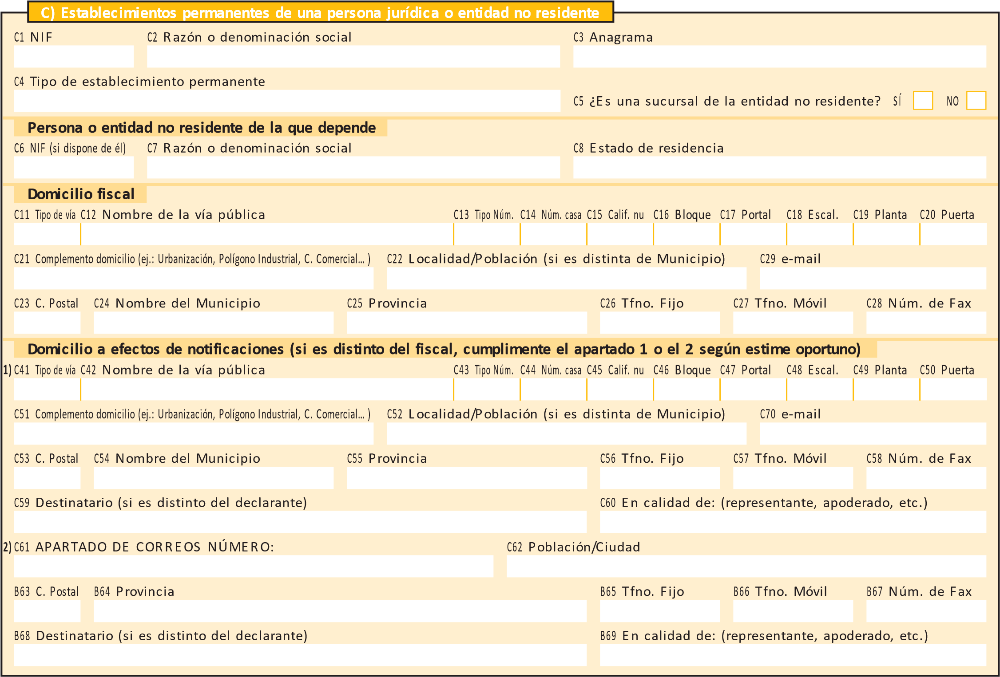 C) Establecimientos permanentes de una persona jurídica o entidad no residente
C1 NIF C2 Razón o denominación social C3 Anagrama
C4 Tipo de establecimiento permanente
C5 ¿Es una sucursal de la entidad no residente? SÍ NO
Persona o entidad no residente de la que depende
C6 NIF (si dispone de él) C7 Razón o denominación social C8 Estado de residencia
Domicilio fiscal
C11 Tipo de vía C12 Nombre de la vía pública C13 Tipo Núm. C14 Núm. casa C15 Calif. nu C16 Bloque C17 Portal C18 Escal. C19 Planta C20 Puerta
C21 Complemento domicilio (ej.: Urbanización, Polígono Industrial, C. Comercial... ) C22 Localidad/Población (si es distinta de Municipio) C29 e-mail
C23 C. Postal C24 Nombre del Municipio C25 Provincia C26 Tfno. Fijo C27 Tfno. Móvil C28 Núm. de Fax
Domicilio a efectos de notificaciones (si es distinto del fiscal, cumplimente el apartado 1 o el 2 según estime oportuno)
1) C41 Tipo de vía C42 Nombre de la vía pública C43 Tipo Núm. C44 Núm. casa C45 Calif. nu C46 Bloque C47 Portal C48 Escal. C49 Planta C50 Puerta
C51 Complemento domicilio (ej.: Urbanización, Polígono Industrial, C. Comercial... ) C52 Localidad/Población (si es distinta de Municipio) C70 e-mail
C53 C. Postal C54 Nombre del Municipio C55 Provincia C56 Tfno. Fijo C57 Tfno. Móvil C58 Núm. de Fax
C59 Destinatario (si es distinto del declarante) C60 En calidad de: (representante, apoderado, etc.)
2) C61 APARTADO DE CORREOS NÚMERO: C62 Población/Ciudad
B63 C. Postal B64 Provincia B65 Tfno. Fijo B66 Tfno. Móvil B67 Núm. de Fax
B68 Destinatario (si es distinto del declarante) B69 En calidad de: (representante, apoderado, etc.)